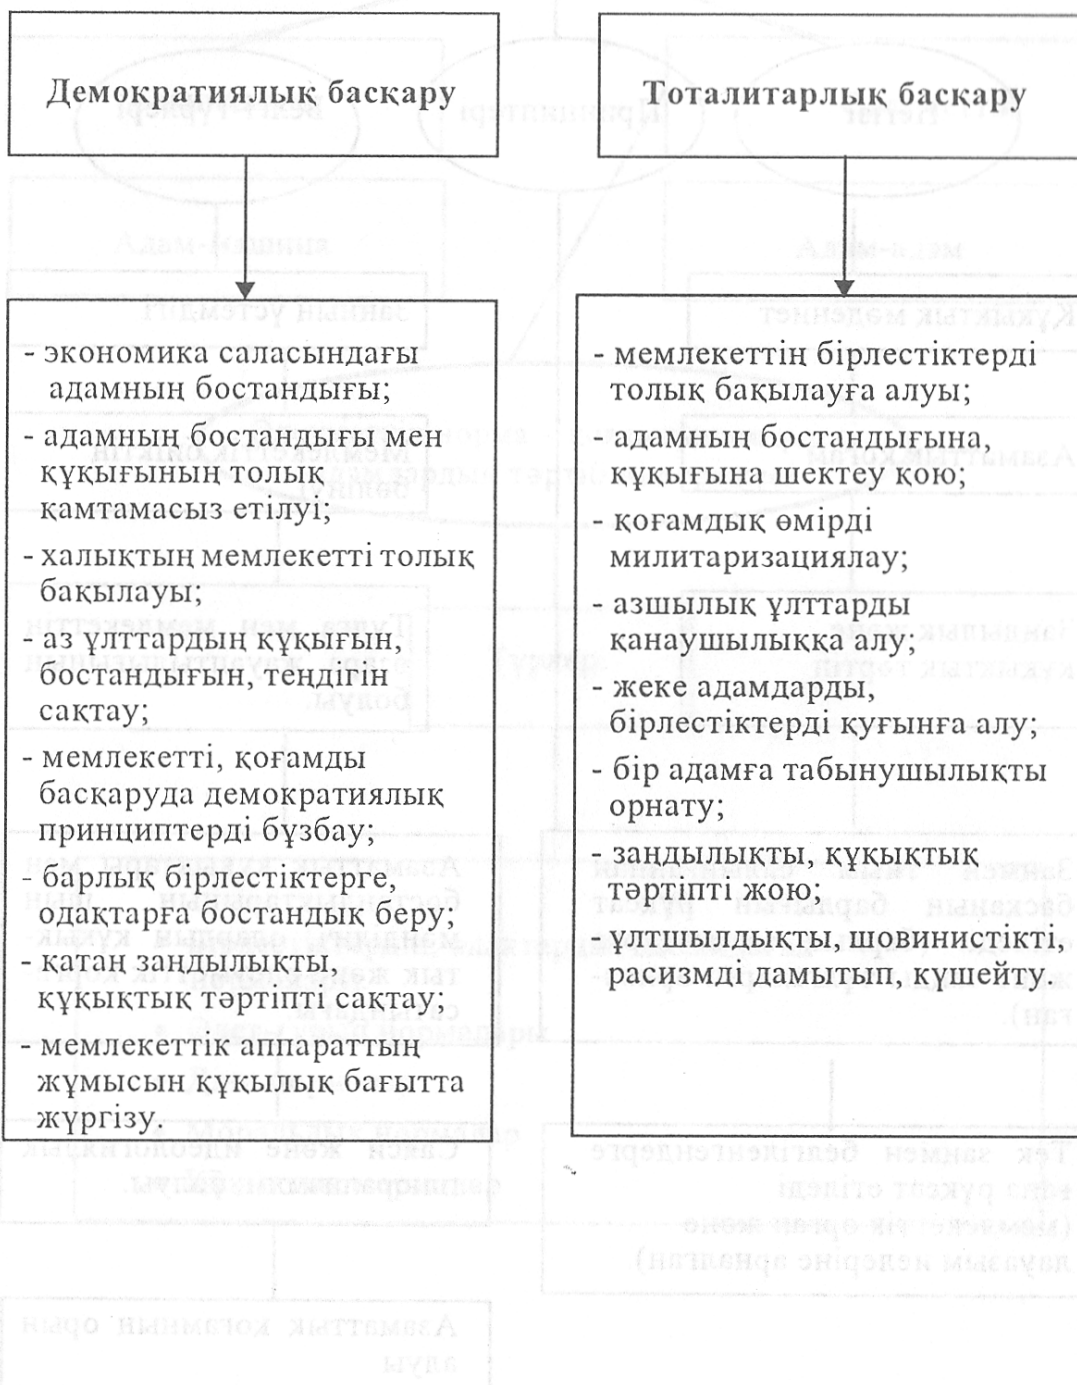 Демократиялық басқару
Тоталитарлық басқару
- экономика саласындағы
адамның бостандығы;
- адамның бостандығы мен
құқығының толық
қамтамасыз етілуі;
- халықтың мемлекетті толық
бақылауы;
- аз ұлттардың құқығын,
бостандығын, теңдігін
сақтау;
- мемлекетті, қоғамды
басқаруда демократиялық
принциптерді бұзбау;
- барлық бірлестіктерге,
одақтарға бостандық беру;
- қатаң заңдылықты,
құқықтық тәртіпті сақтау;
- мемлекеттік аппараттың
жұмысын құқылық бағытта
жүргізу.
- мемлекеттің бірлестіктерді
толық бақылауға алуы;
- адамның бостандығына,
құқығына шектеу қою;
- қоғамдық өмірді
милитаризациялау;
- азшылық ұлттарды
қанаушылыққа алу;
- жеке адамдарды,
бірлестіктерді қуғынға алу;
- бір адамға табынушылықты
орнату;
- заңдылықты, құқықтық
тәртіпті жою;
- ұлтшылдықты, шовинистікті,
расизмді дамытып, күшейту.